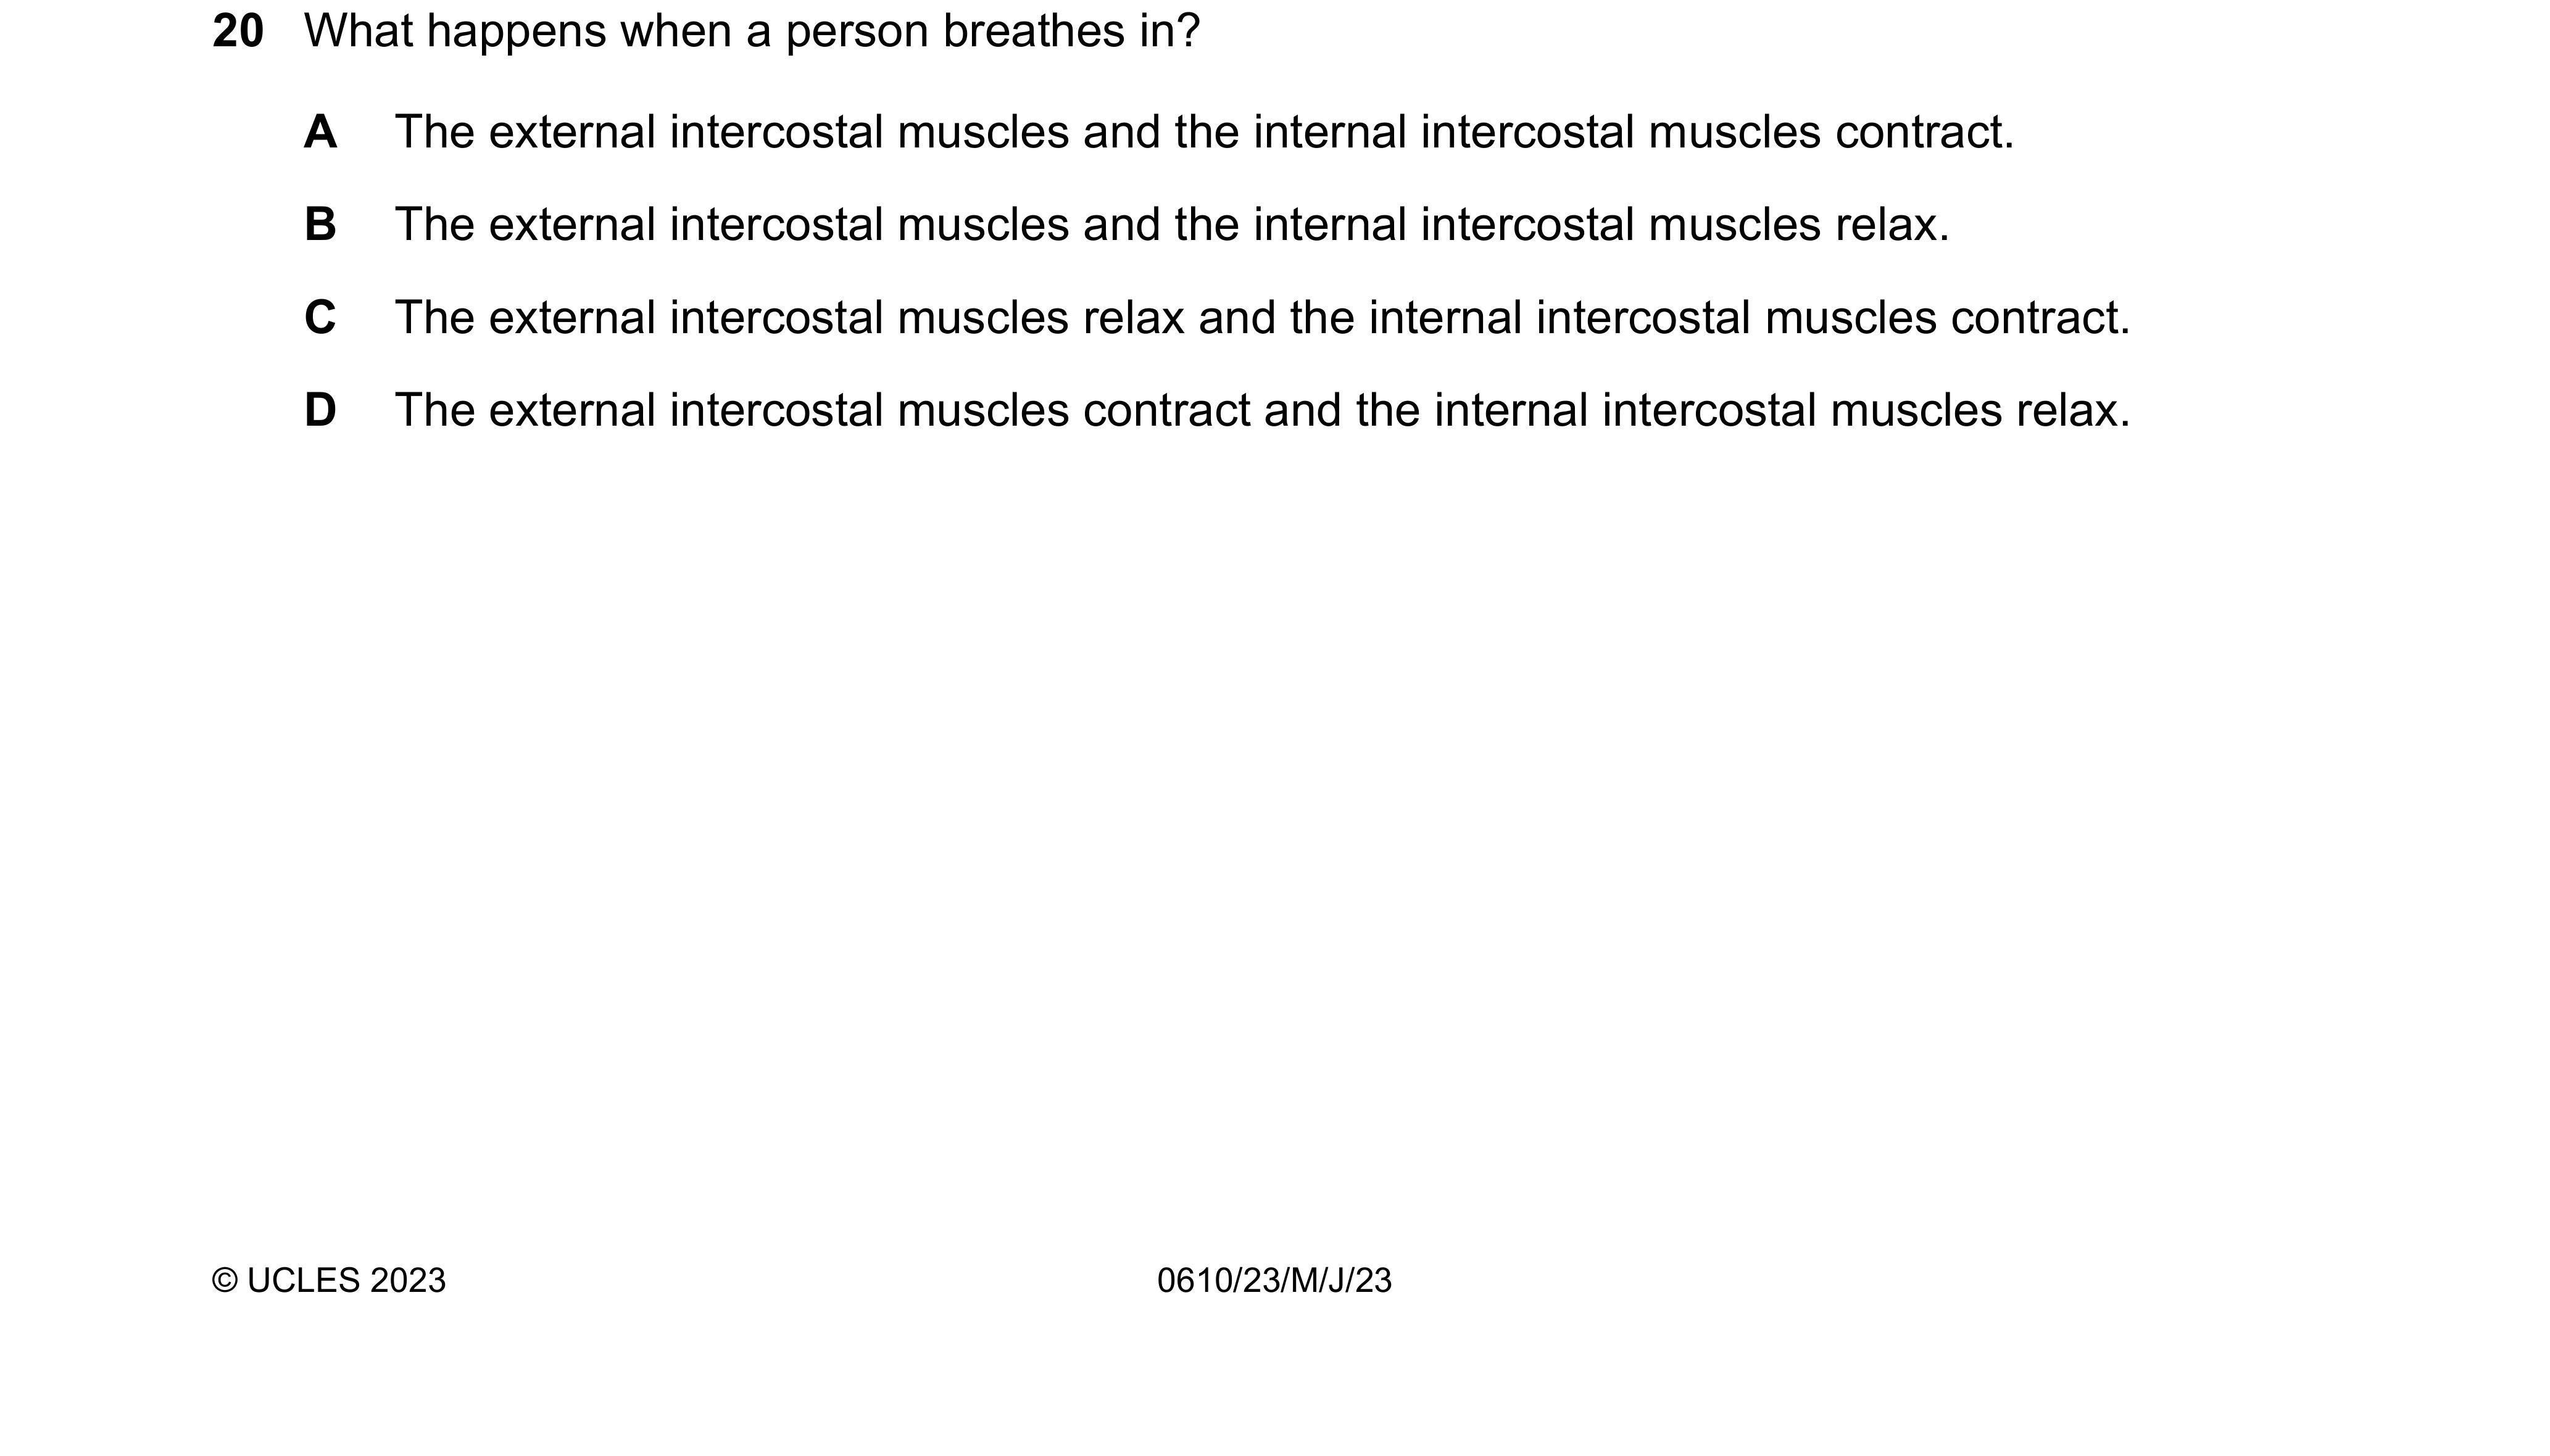 20 What happens when a person breathes in?
A The external intercostal muscles and the internal intercostal muscles contract.
B The external intercostal muscles and the internal intercostal muscles relax.
C The external intercostal muscles relax and the internal intercostal muscles contract.
D The external intercostal muscles contract and the internal intercostal muscles relax.
© UCLES 2023 0610/23/M/J/23